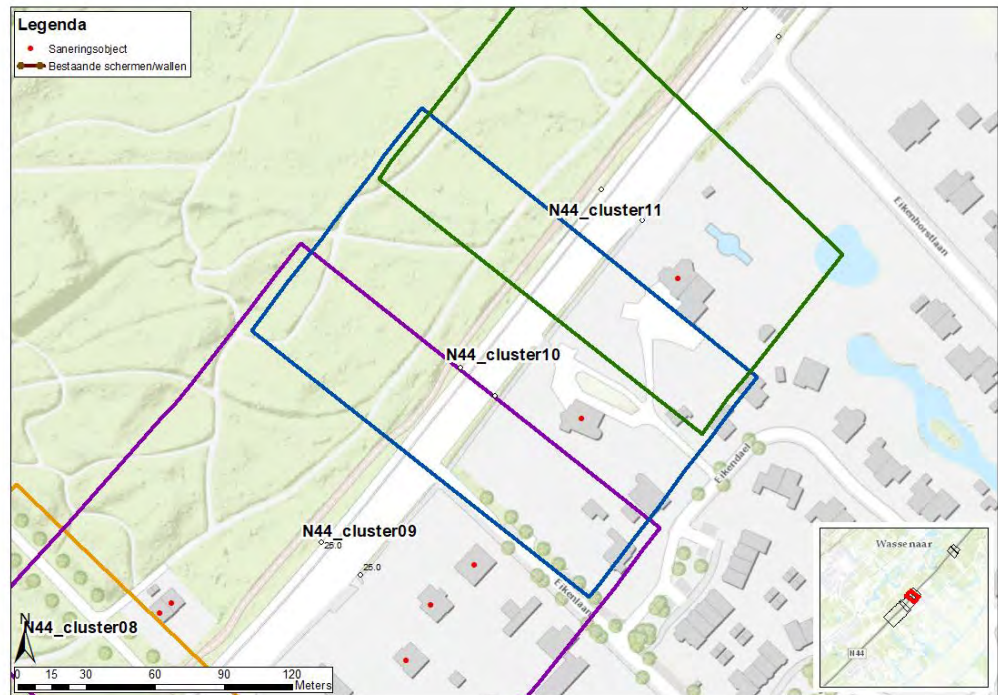 Legenda
Saneringsobject
Bestaande schermen/wallen
N44_cluster11
Eikenhorstlaan
N44_cluster10
Eikendael
N44_cluster09
25.0
25.0
Eikenlaan
N44_cluster08
N
0 15 30 60 90 120
Meters
Wassenaar
N44